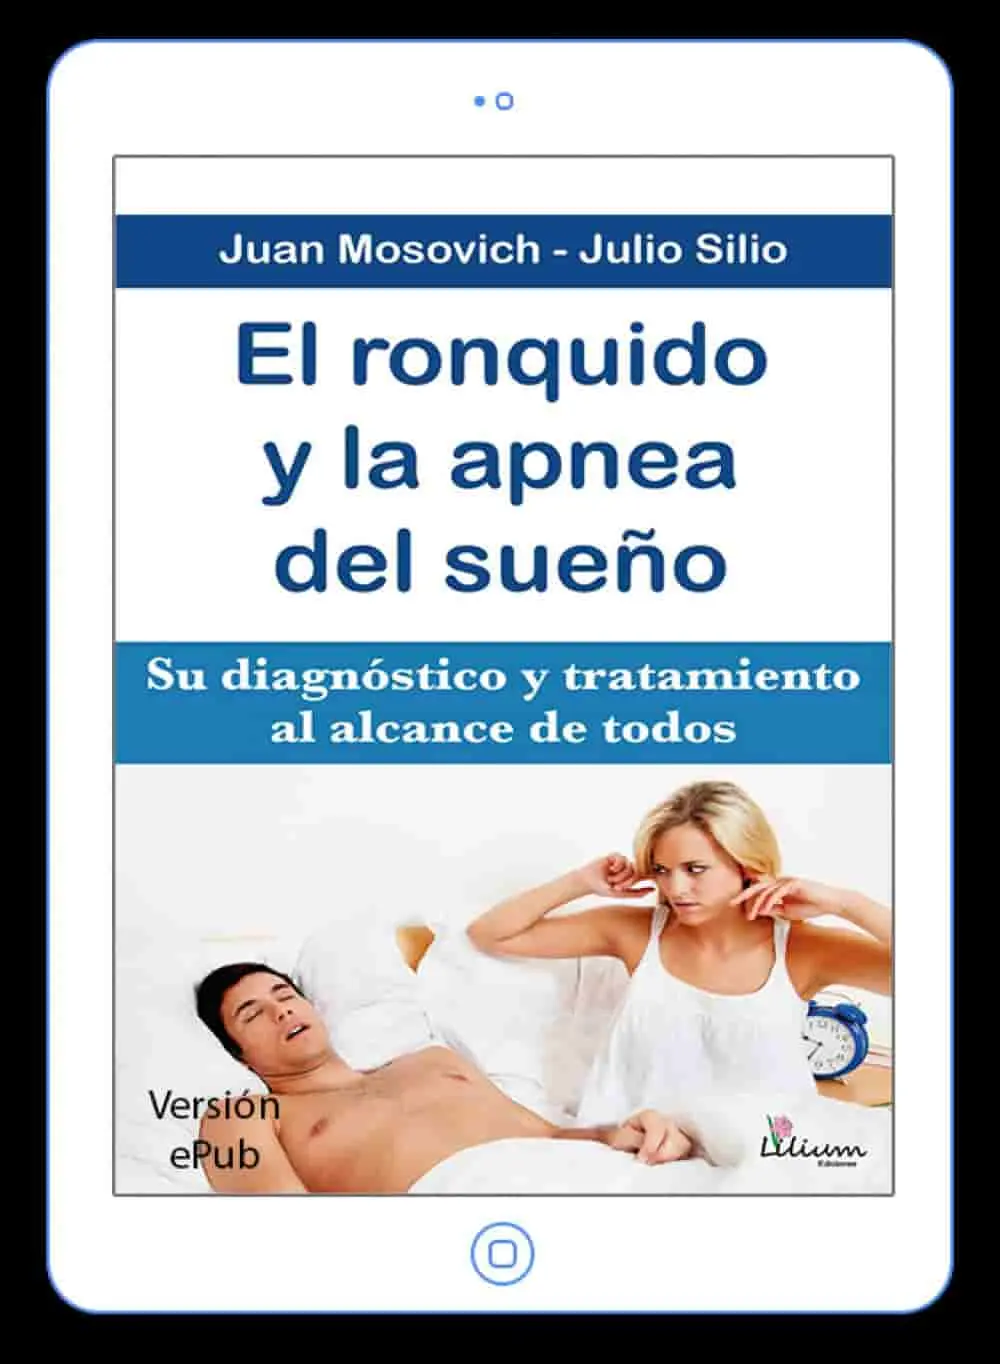 Juan Mosovich - Julio Silio
El ronquido
y la apnea
del sueño
Su diagnóstico y tratamiento
al alcance de todos
Versión
ePub
Lilium
Ediciones